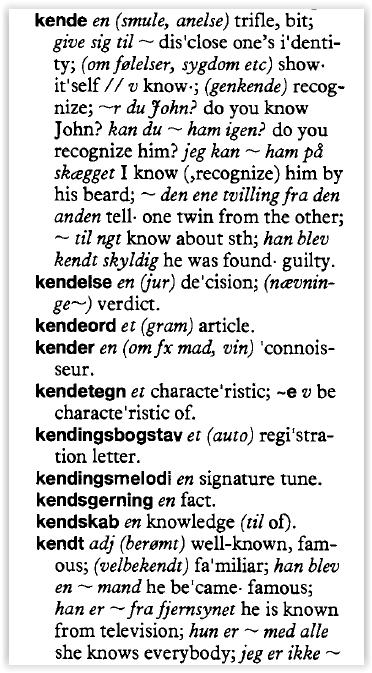 kende en (smule, anelse) trifle, bit;
give sig til ~ dis'close one's i'denti-
ty; (om følelser, sygdom etc) show·
it'self // v know·; (genkende) recog-
nize; ~r du John? do you know
John? kan du ~ ham igen? do you
recognize him? jeg kan ~ ham på
skægget I know (,recognize) him by
his beard; ~ den ene tvilling fra den
anden tell· one twin from the other;
~ til ngt know about sth; han blev
kendt skyldig he was found· guilty.
kendelse en (jur) de'cision; (nævnin-
ge~) verdict.
kendeord et (gram) article.
kender en (om fx mad, vin) 'connois-
seur.
kendetegn et characte'ristic; ~e v be
characte'ristic of.
kendingsbogstav et (auto) regi'stra-
tion letter.
kendingsmelodi en signature tune.
kendsgerning en fact.
kendskab en knowledge (til of).
kendt adj (berømt) well-known, fam-
ous; (velbekendt) fa'miliar; han blev
en ~ mand he be'came· famous;
han er ~ fra fjernsynet he is known
from television; hun er ~ med alle
she knows everybody; jeg er ikke ~